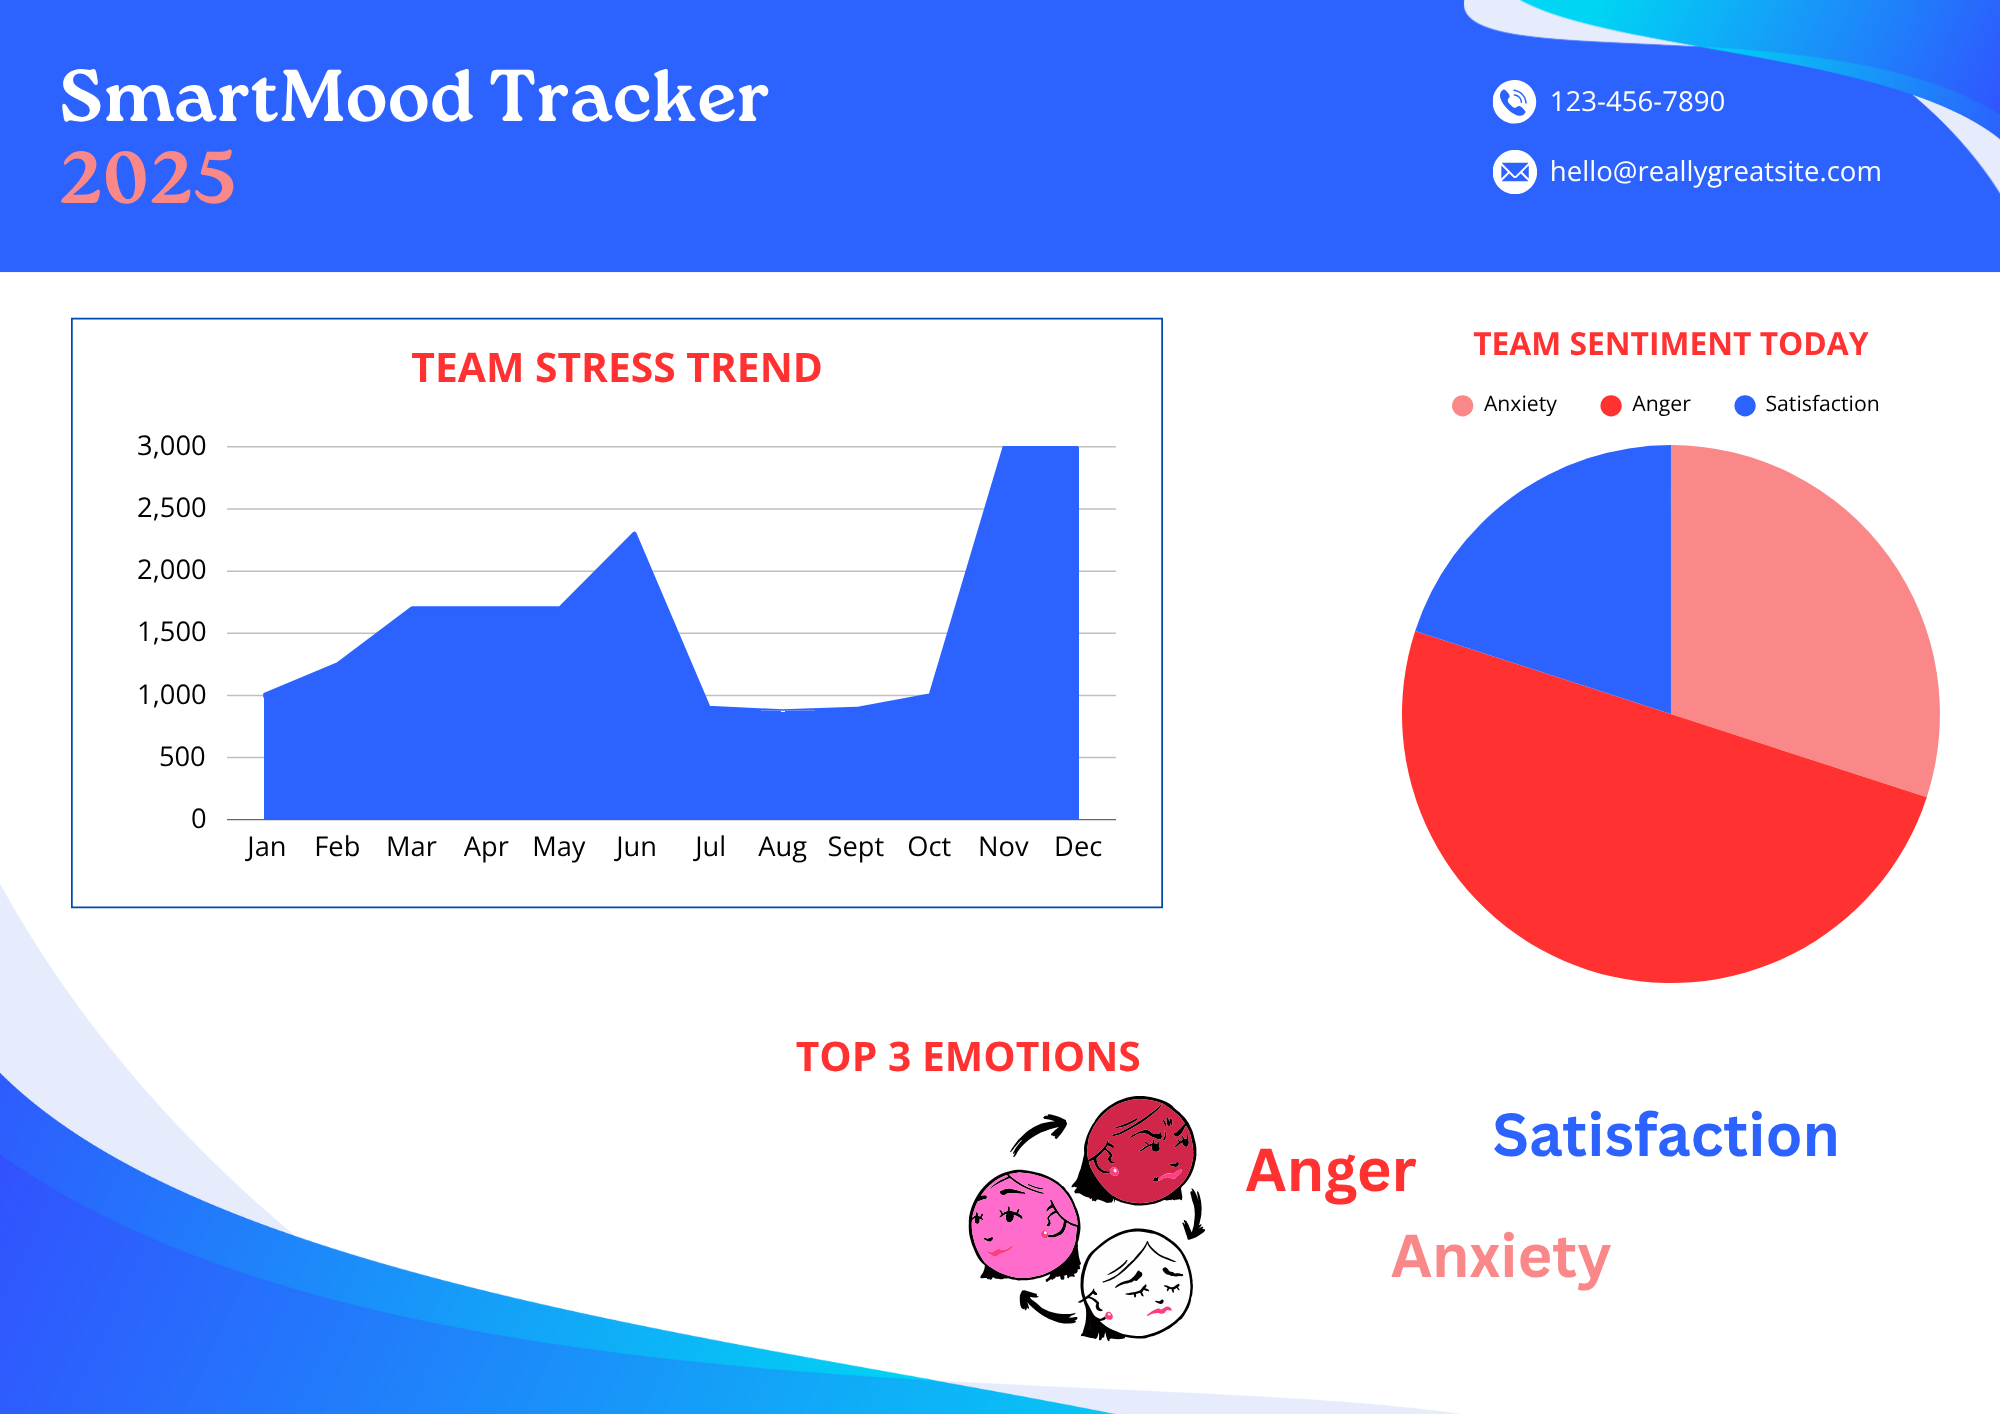 SmartMood Tracker
2025
123-456-7890
hello@reallygreatsite.com
TEAM STRESS TREND
3,000
2,500
2,000
1,500
1,000
500
0
Jan Feb Mar Apr May Jun Jul Aug Sept Oct Nov Dec
TEAM SENTIMENT TODAY
Anxiety Anger Satisfaction
TOP 3 EMOTIONS
Satisfaction
Anger
Anxiety